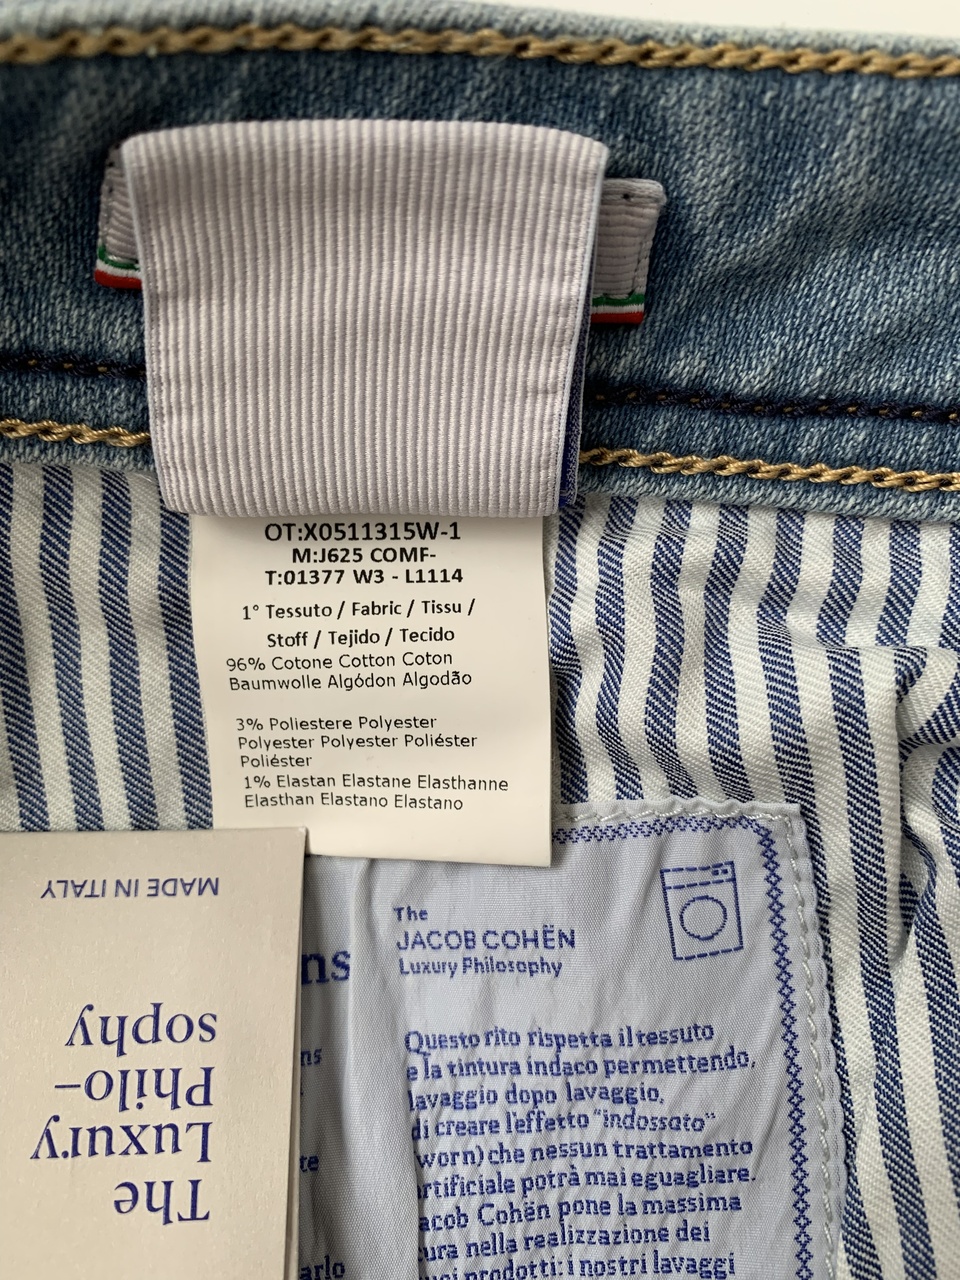 OT:X0511315W-1
M:J625 COMF-
T:01377 W3 - L1114
1° Tessuto / Fabric / Tissu /
Stoff / Tejido / Tecido
96% Cotone Cotton Coton
Baumwolle Algódon Algodão
3% Poliestere Polyester
Polyester Polyester Poliéster
Poliéster
1% Elastan Elastane Elasthanne
Elasthan Elastano Elastano
The
Luxury
Philo–
sophy
MADE IN ITALY
The
JACOB COHËN
Luxury Philosophy
Questo rito rispetta il tessuto
e la tintura indaco permettendo,
lavaggio dopo lavaggio,
di creare l'effetto "indossato"
worn) che nessun trattamento
rtificiale potrà mai eguagliare.
acob Cohën pone la massima
ura nella realizzazione dei
prodotti: i nostri lavaggi